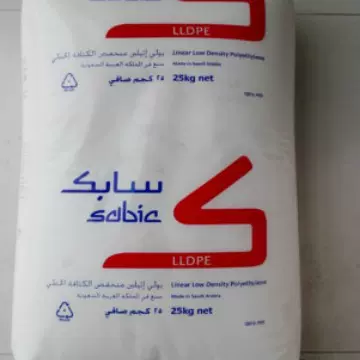 LLDPE
بولي إثيلين منخفض الكثافة الخطي
Linear Low Density Polyethylene
صنع في المملكة العربية السعودية
Made in Saudi Arabia
٢٥ كجم صافي
25kg net
سابك
sabic
LLDPE
بولي إثيلين منخفض الكثافة الخطي
Linear Low Density Polyethylene
صنع في المملكة العربية السعودية
Made in Saudi Arabia
٢٥ كجم صافي
25kg net